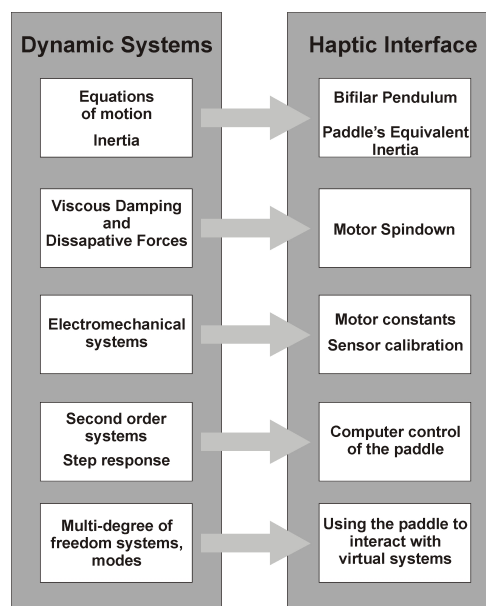 Dynamic Systems
Haptic Interface
Equations
of motion
Inertia
Bifilar Pendulum
Paddle's Equivalent
Inertia
Viscous Damping
and
Dissapative Forces
Motor Spindown
Electromechanical
systems
Motor constants
Sensor calibration
Second order
systems
Step response
Computer control
of the paddle
Multi-degree of
freedom systems,
modes
Using the paddle to
interact with
virtual systems